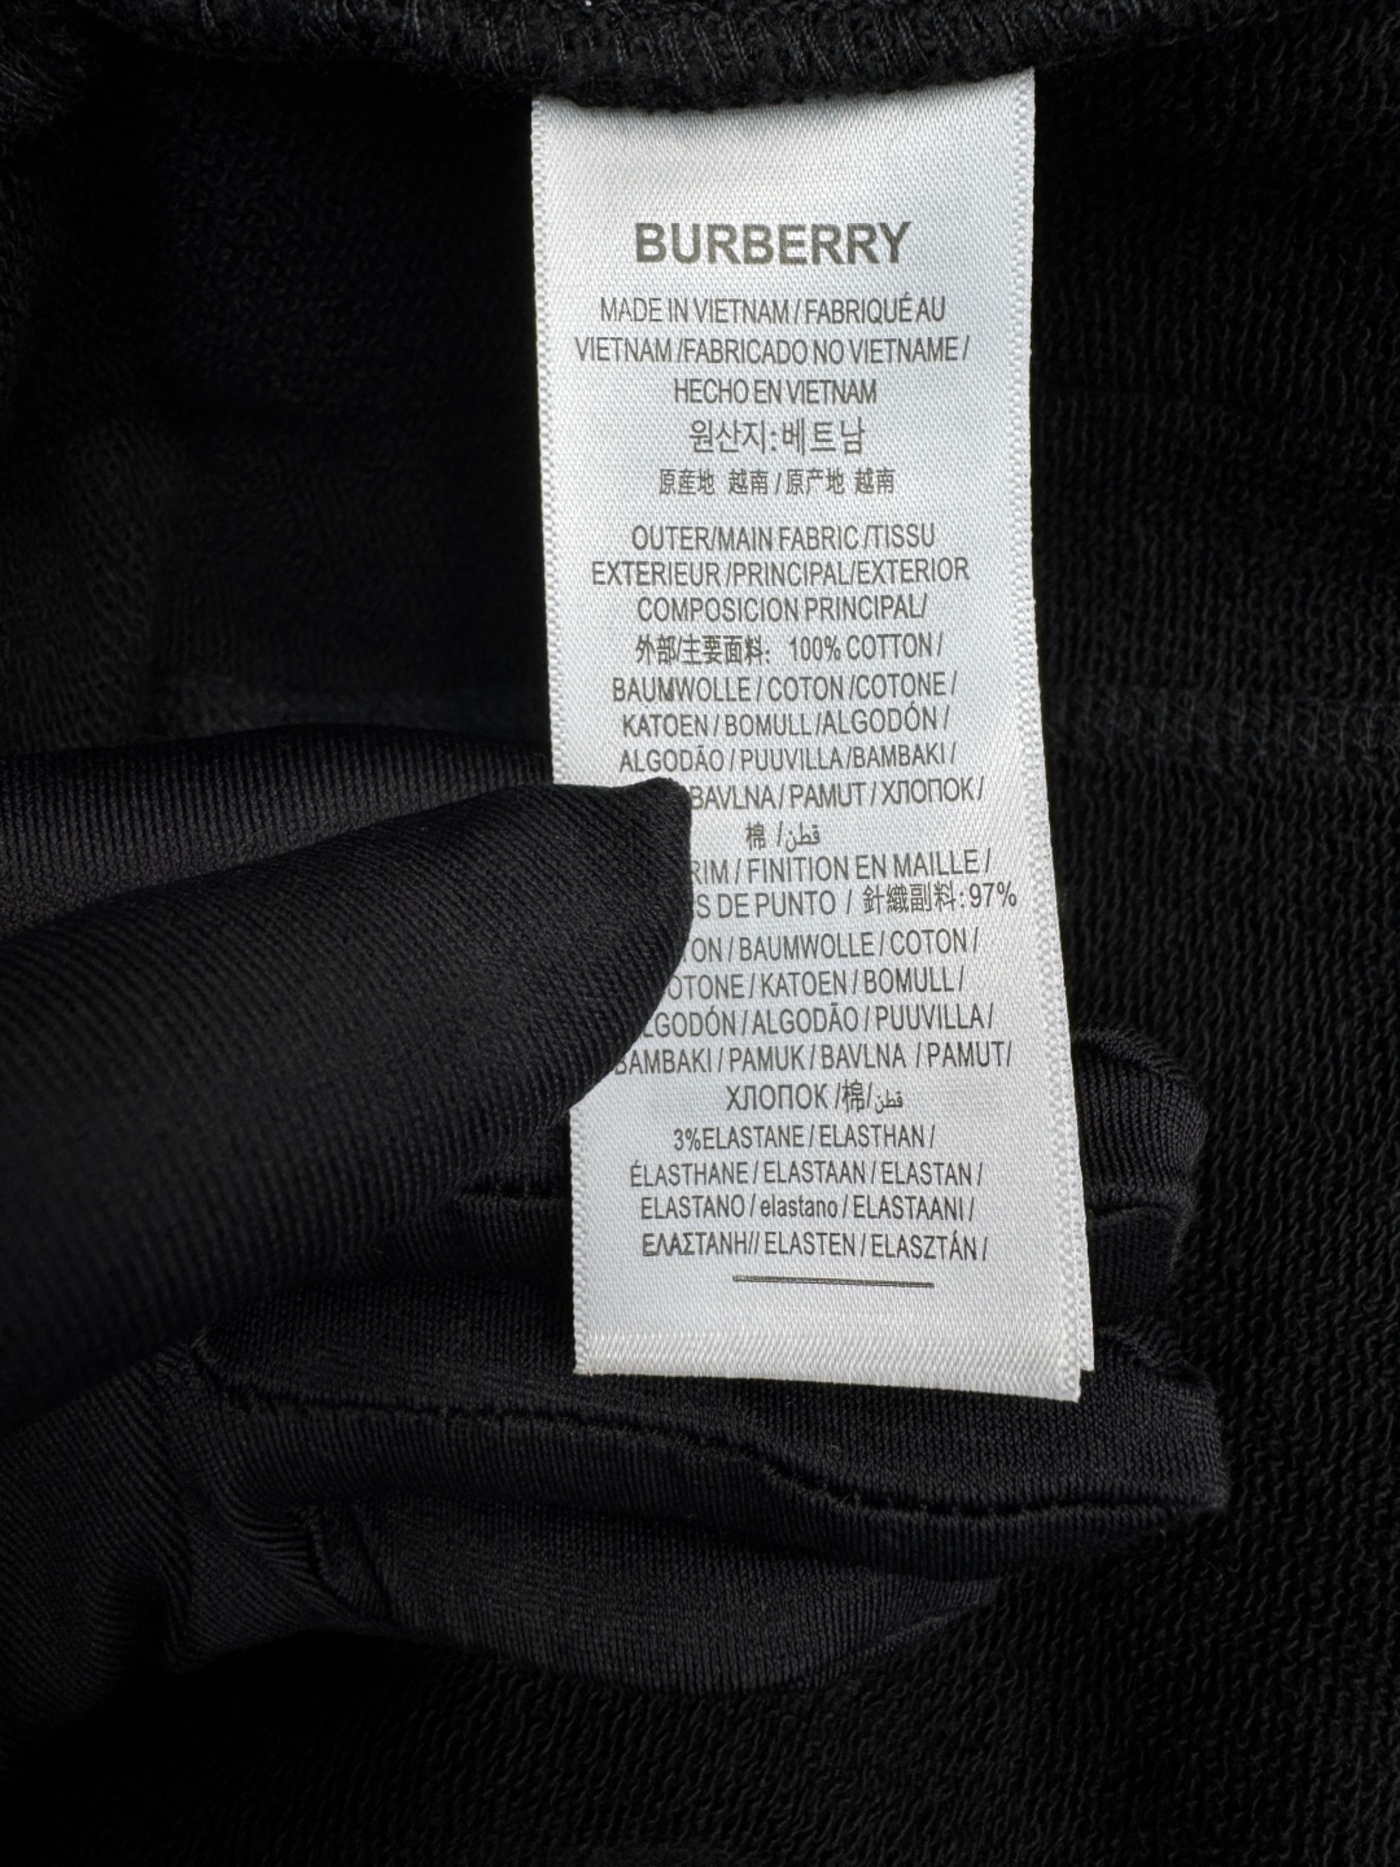 BURBERRY
MADE IN VIETNAM / FABRIQUÉ AU
VIETNAM /FABRICADO NO VIETNAME /
HECHO EN VIETNAM
원산지:베트남
原産地 越南 / 原产地 越南
OUTER/MAIN FABRIC /TISSU
EXTERIEUR /PRINCIPAL/EXTERIOR
COMPOSICION PRINCIPAL/
外部/主要面料: 100% COTTON /
BAUMWOLLE / COTON /COTONE /
KATOEN / BOMULL /ALGODÓN /
ALGODÃO / PUUVILLA /BAMBAKI /
BAVLNA / PAMUT / ХЛОПОК /
棉 /قطن
RIM / FINITION EN MAILLE /
S DE PUNTO / 針織副料:97%
TON / BAUMWOLLE / COTON /
OTONE / KATOEN / BOMULL /
LGODÓN / ALGODÃO / PUUVILLA /
BAMBAKI / PAMUK / BAVLNA / PAMUT/
ХЛОПОК /棉/قطن
3%ELASTANE / ELASTHAN /
ÉLASTHANE / ELASTAAN / ELASTAN /
ELASTANO / elastano / ELASTAANI /
ΕΛΑΣΤΑΝΗ// ELASTEN / ELASZTÁN /